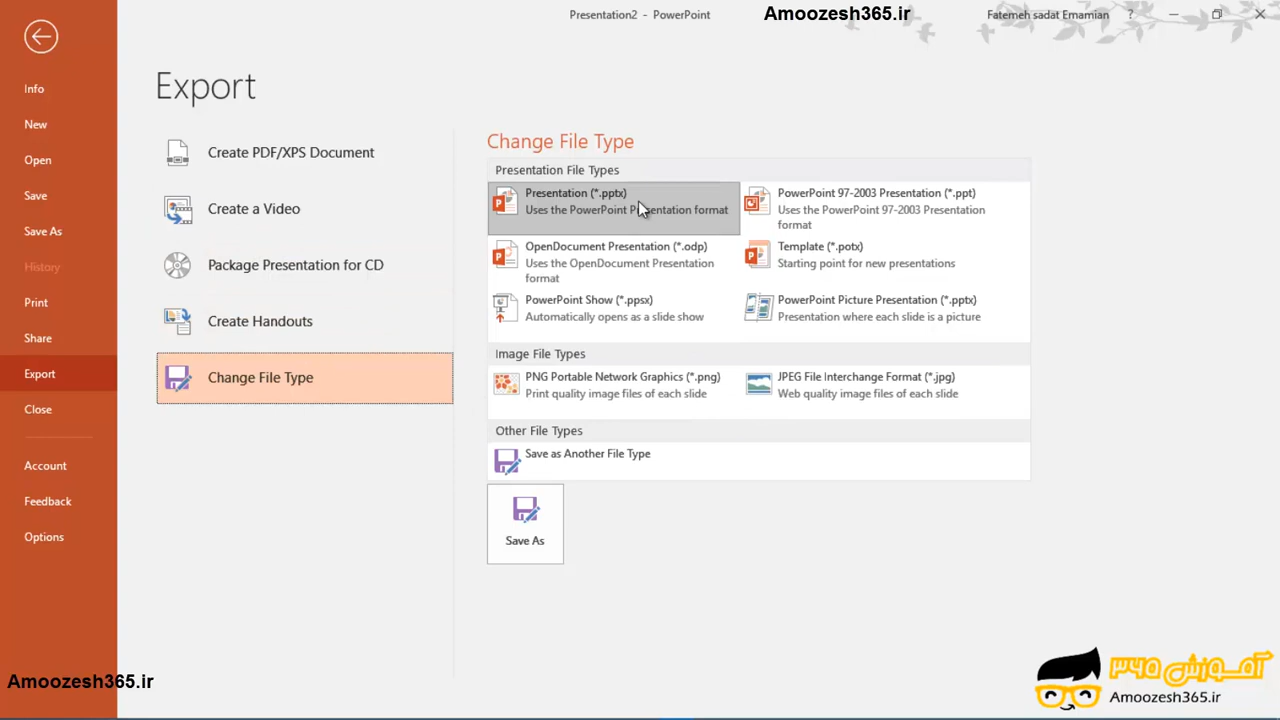 Presentation2 - PowerPoint
Amoozesh365.ir
Fatemeh sadat Emamian
?
Info
New
Open
Save
Save As
History
Print
Share
Export
Close
Account
Feedback
Options
Export
Create PDF/XPS Document
Create a Video
Package Presentation for CD
Create Handouts
Change File Type
Change File Type
Presentation File Types
Presentation (*.pptx)
Uses the PowerPoint Presentation format
PowerPoint 97-2003 Presentation (*.ppt)
Uses the PowerPoint 97-2003 Presentation
format
OpenDocument Presentation (*.odp)
Uses the OpenDocument Presentation
format
Template (*.potx)
Starting point for new presentations
PowerPoint Show (*.ppsx)
Automatically opens as a slide show
PowerPoint Picture Presentation (*.pptx)
Presentation where each slide is a picture
Image File Types
PNG Portable Network Graphics (*.png)
Print quality image files of each slide
JPEG File Interchange Format (*.jpg)
Web quality image files of each slide
Other File Types
Save as Another File Type
Save As
Amoozesh365.ir
آموزش ۳۶۵
Amoozesh365.ir